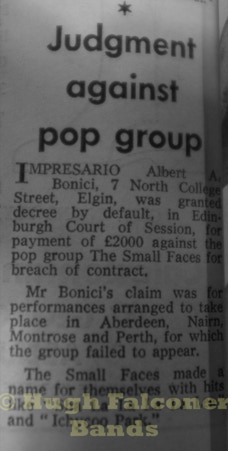 *
Judgment
against
pop group
IMPRESARIO Albert A.
Bonici, 7 North College
Street, Elgin, was granted
decree by default, in Edin-
burgh Court of Session, for
payment of £2000 against the
pop group The Small Faces for
breach of contract.
Mr Bonici's claim was for
performances arranged to take
place in Aberdeen, Nairn,
Montrose and Perth, for which
the group failed to appear.
The Small Faces made a
name for themselves with hits
like
©Hugh Falconer
and "Ichycoo Park."
Bands